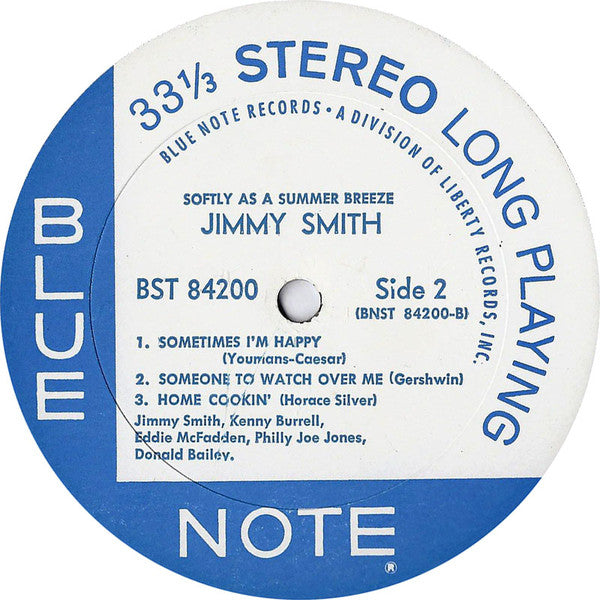 33⅓ STEREO LONG PLAYING
BLUE NOTE RECORDS • A DIVISION OF LIBERTY RECORDS, INC.
SOFTLY AS A SUMMER BREEZE
JIMMY SMITH
BST 84200
Side 2
(BNST 84200-B)
1. SOMETIMES I'M HAPPY
(Youmans-Caesar)
2. SOMEONE TO WATCH OVER ME (Gershwin)
3. HOME COOKIN' (Horace Silver)
Jimmy Smith, Kenny Burrell,
Eddie McFadden, Philly Joe Jones,
Donald Bailey.
BLUE
NOTE
®